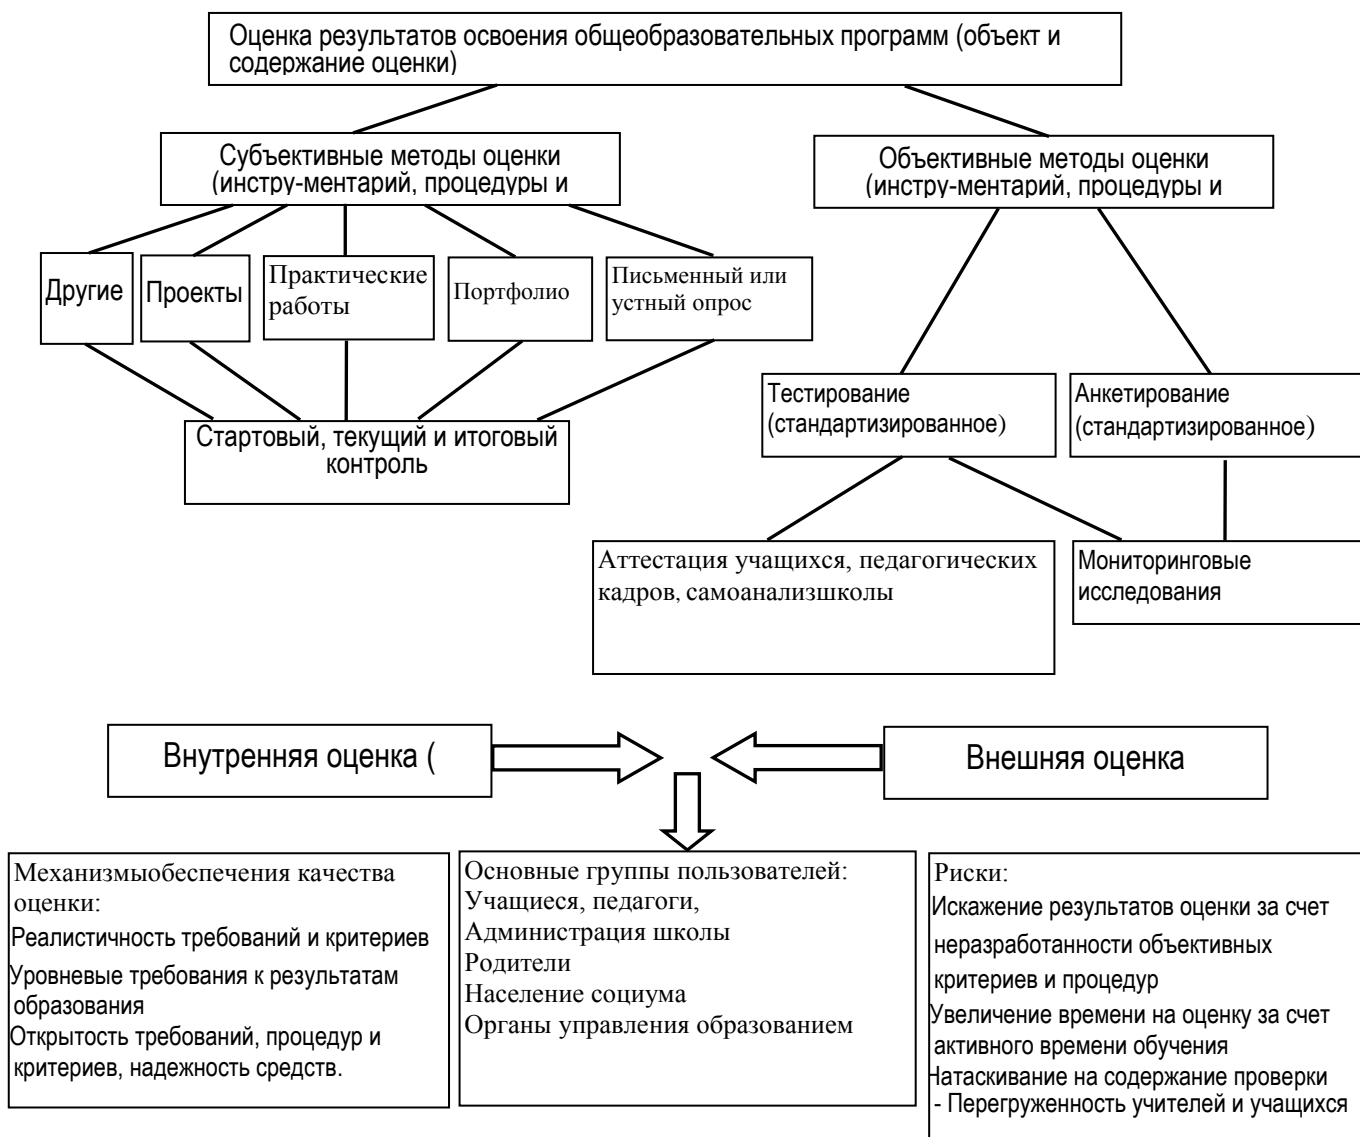 Оценка результатов освоения общеобразовательных программ (объект и
содержание оценки)
Субъективные методы оценки
(инстру-ментарий, процедуры и
Объективные методы оценки
(инстру-ментарий, процедуры и
Другие
Проекты
Практические
работы
Портфолио
Письменный или
устный опрос
Тестирование
(стандартизированное)
Анкетирование
(стандартизированное)
Стартовый, текущий и итоговый
контроль
Аттестация учащихся, педагогических
кадров, самоанализшколы
Мониторинговые
исследования
Внутренняя оценка (
Внешняя оценка
Механизмыобеспечения качества
оценки:
Реалистичность требований и критериев
Уровневые требования к результатам
образования
Открытость требований, процедур и
критериев, надежность средств.
Основные группы пользователей:
Учащиеся, педагоги,
Администрация школы
Родители
Население социума
Органы управления образованием
Риски:
Искажение результатов оценки за счет
неразработанности объективных
критериев и процедур
Увеличение времени на оценку за счет
активного времени обучения
Натаскивание на содержание проверки
- Перегруженность учителей и учащихся